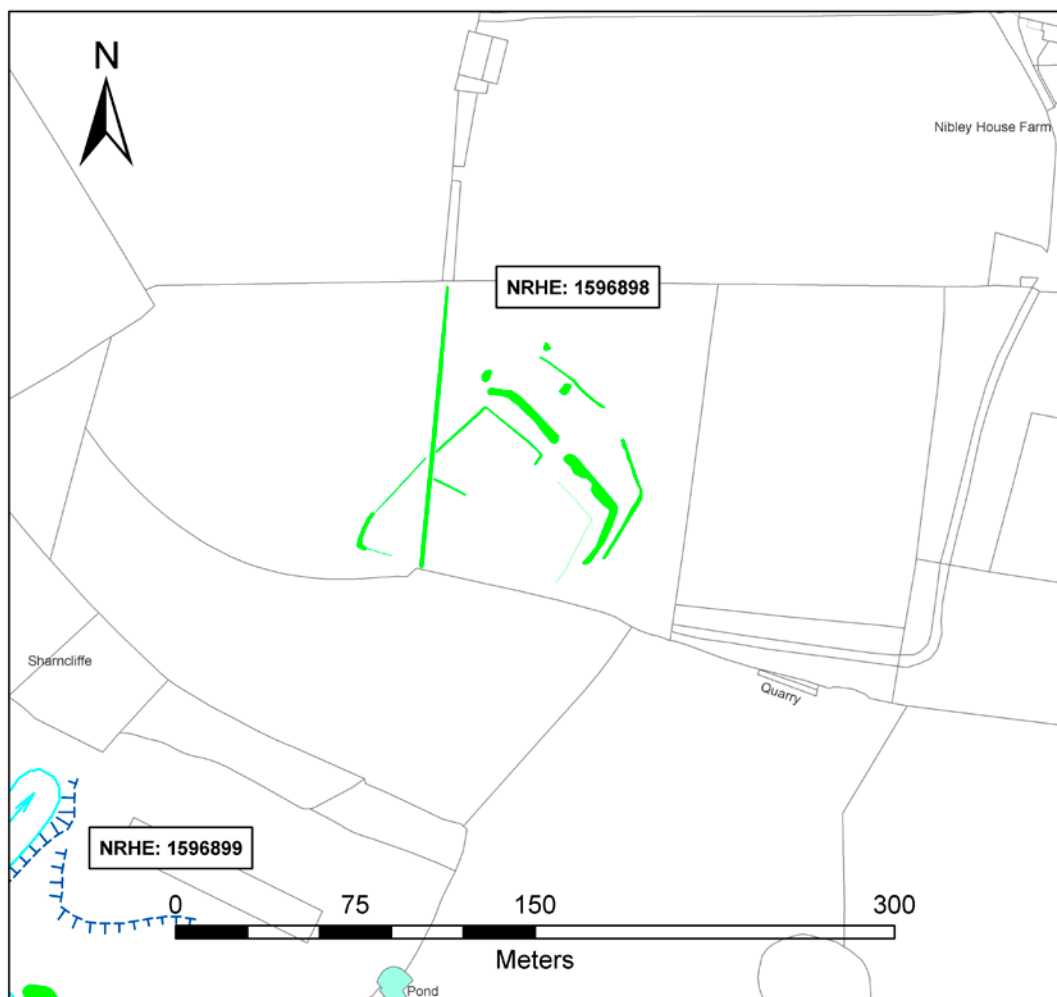 N
Nibley House Farm
NRHE: 1596898
Sharncliffe
Quarry
NRHE: 1596899
0 75 150 300
Meters
Pond